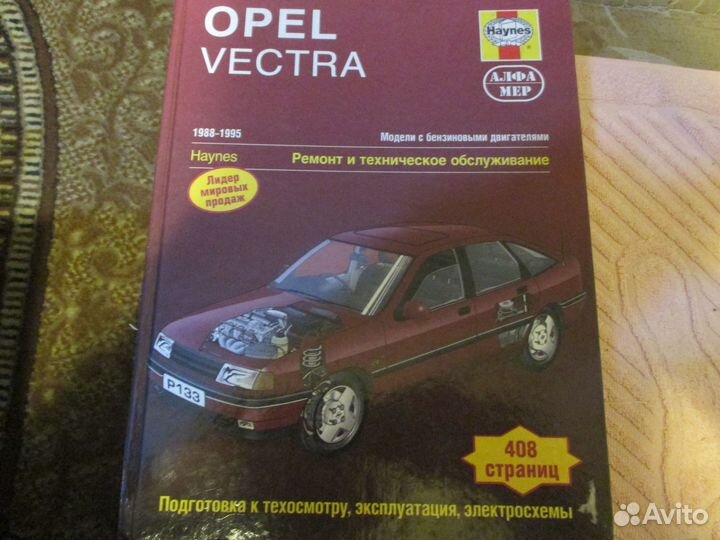 OPEL
VECTRA
Haynes
АЛФА
МЕР
1988-1995
Модели с бензиновыми двигателями
Haynes
Ремонт и техническое обслуживание
Лидер
мировых
продаж
P133
408
страниц
Подготовка к техосмотру, эксплуатация, электросхемы
Avito